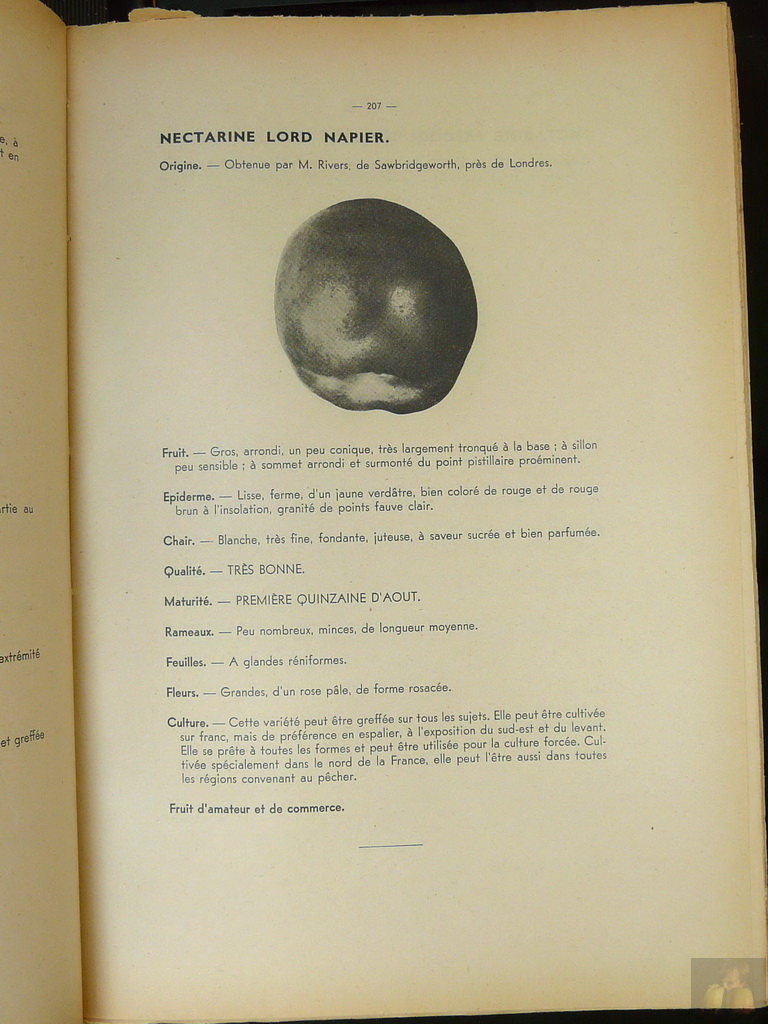 e, à
t en
rtie au
extrémité
et greffée
— 207 —
NECTARINE LORD NAPIER.
Origine. — Obtenue par M. Rivers, de Sawbridgeworth, près de Londres.
Fruit. — Gros, arrondi, un peu conique, très largement tronqué à la base ; à sillon
peu sensible ; à sommet arrondi et surmonté du point pistillaire proéminent.
Epiderme. — Lisse, ferme, d'un jaune verdâtre, bien coloré de rouge et de rouge
brun à l'insolation, granité de points fauve clair.
Chair. — Blanche, très fine, fondante, juteuse, à saveur sucrée et bien parfumée.
Qualité. — TRÈS BONNE.
Maturité. — PREMIÈRE QUINZAINE D'AOUT.
Rameaux. — Peu nombreux, minces, de longueur moyenne.
Feuilles. — A glandes réniformes.
Fleurs. — Grandes, d'un rose pâle, de forme rosacée.
Culture. — Cette variété peut être greffée sur tous les sujets. Elle peut être cultivée
sur franc, mais de préférence en espalier, à l'exposition du sud-est et du levant.
Elle se prête à toutes les formes et peut être utilisée pour la culture forcée. Cul-
tivée spécialement dans le nord de la France, elle peut l'être aussi dans toutes
les régions convenant au pêcher.
Fruit d'amateur et de commerce.